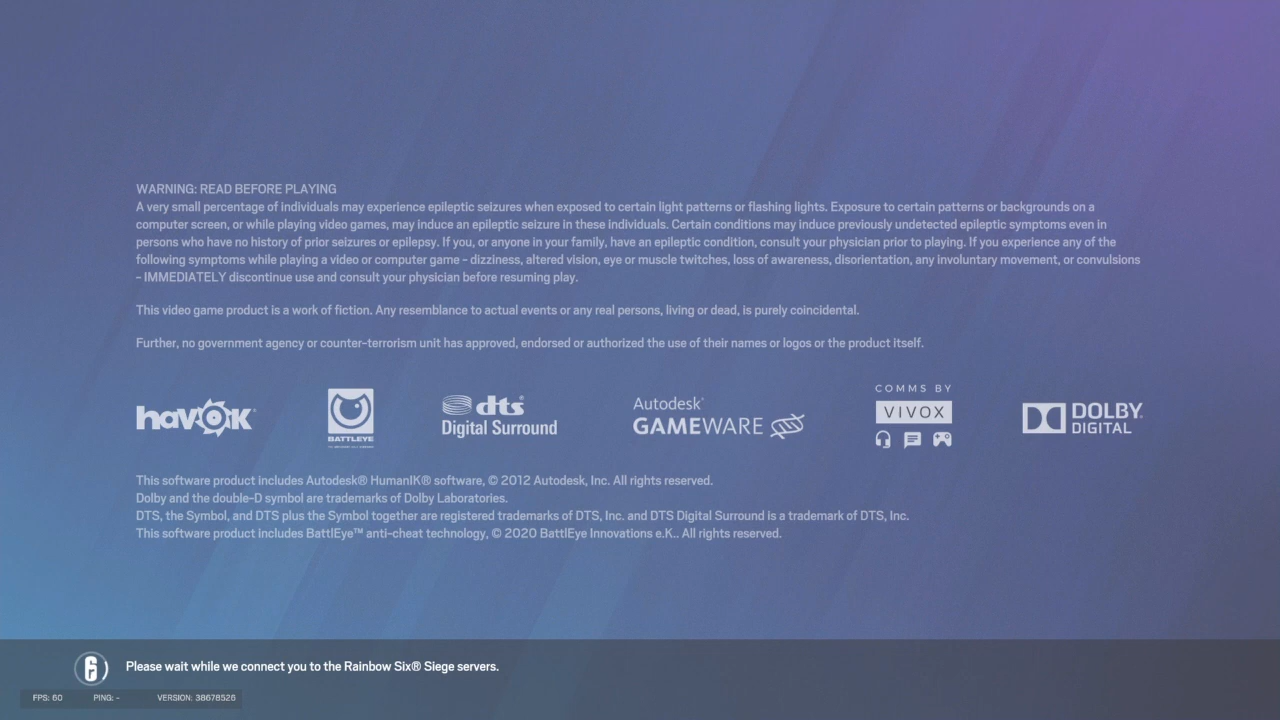 WARNING: READ BEFORE PLAYING
A very small percentage of individuals may experience epileptic seizures when exposed to certain light patterns or flashing lights. Exposure to certain patterns or backgrounds on a
computer screen, or while playing video games, may induce an epileptic seizure in these individuals. Certain conditions may induce previously undetected epileptic symptoms even in
persons who have no history of prior seizures or epilepsy. If you, or anyone in your family, have an epileptic condition, consult your physician prior to playing. If you experience any of the
following symptoms while playing a video or computer game - dizziness, altered vision, eye or muscle twitches, loss of awareness, disorientation, any involuntary movement, or convulsions
- IMMEDIATELY discontinue use and consult your physician before resuming play.
This video game product is a work of fiction. Any resemblance to actual events or any real persons, living or dead, is purely coincidental.
Further, no government agency or counter-terrorism unit has approved, endorsed or authorized the use of their names or logos or the product itself.
havok
BATTLEYE
dts
Digital Surround
Autodesk®
GAMEWARE
COMMS BY
VIVOX
DOLBY
DIGITAL
This software product includes Autodesk® HumanIK® software, © 2012 Autodesk, Inc. All rights reserved.
Dolby and the double-D symbol are trademarks of Dolby Laboratories.
DTS, the Symbol, and DTS plus the Symbol together are registered trademarks of DTS, Inc. and DTS Digital Surround is a trademark of DTS, Inc.
This software product includes BattlEye™ anti-cheat technology, © 2020 BattlEye Innovations e.K.. All rights reserved.
6 Please wait while we connect you to the Rainbow Six® Siege servers.
FPS: 60 PING: - VERSION: 38678526